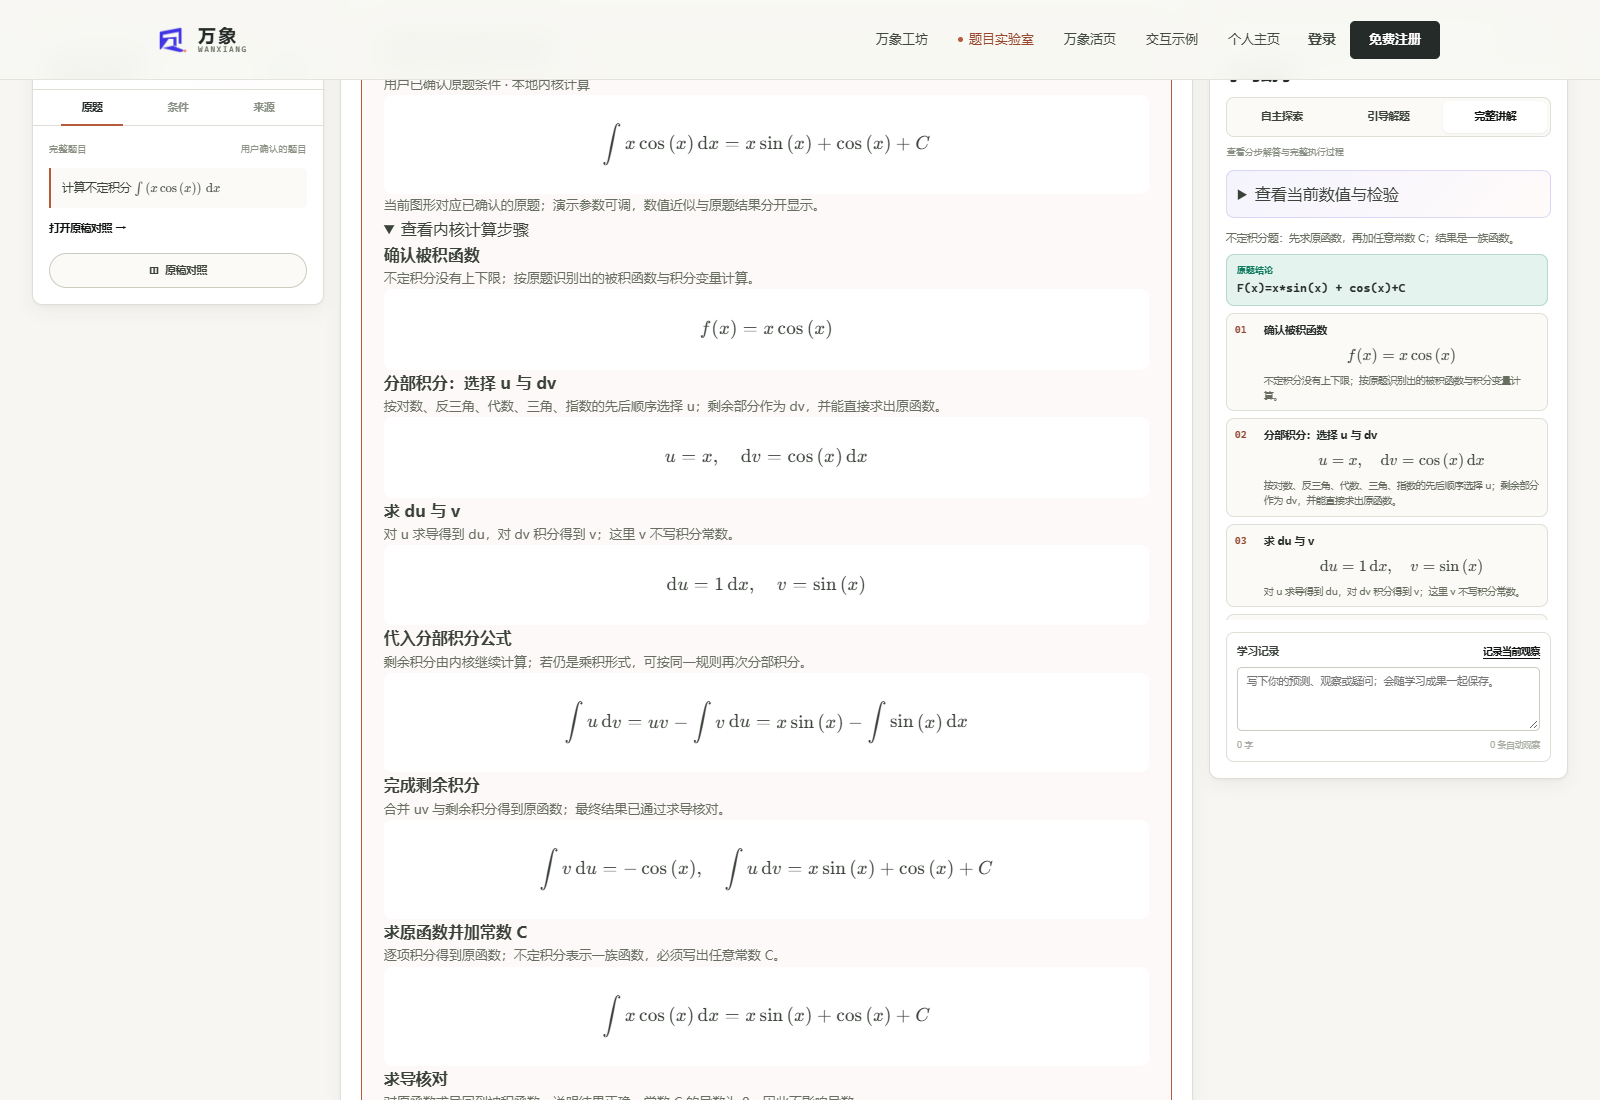 万象
WANXIANG
万象工坊
题目实验室
万象活页
交互示例
个人主页
登录
免费注册
原题
条件
来源
完整题目
用户确认的题目
计算不定积分 ∫ (x cos (x)) dx
打开原稿对照 →
原稿对照
用户已确认原题条件 · 本地内核计算
∫ x cos (x) dx = x sin (x) + cos (x) + C
当前图形对应已确认的原题；演示参数可调，数值近似与原题结果分开显示。
▼ 查看内核计算步骤
确认被积函数
不定积分没有上下限；按原题识别出的被积函数与积分变量计算。
f(x) = x cos (x)
分部积分：选择 u 与 dv
按对数、反三角、代数、三角、指数的先后顺序选择 u；剩余部分作为 dv，并能直接求出原函数。
u = x, dv = cos (x) dx
求 du 与 v
对 u 求导得到 du，对 dv 积分得到 v；这里 v 不写积分常数。
du = 1 dx, v = sin (x)
代入分部积分公式
剩余积分由内核继续计算；若仍是乘积形式，可按同一规则再次分部积分。
∫ u dv = uv − ∫ v du = x sin (x) − ∫ sin (x) dx
完成剩余积分
合并 uv 与剩余积分得到原函数；最终结果已通过求导核对。
∫ v du = − cos (x), ∫ u dv = x sin (x) + cos (x) + C
求原函数并加常数 C
逐项积分得到原函数；不定积分表示一族函数，必须写出任意常数 C。
∫ x cos (x) dx = x sin (x) + cos (x) + C
求导核对
自主探索
引导解题
完整讲解
查看分步解答与完整执行过程
▶ 查看当前数值与检验
不定积分题：先求原函数，再加任意常数 C；结果是一族函数。
原题结论
F(x)=x*sin(x) + cos(x)+C
01 确认被积函数
f(x) = x cos (x)
不定积分没有上下限；按原题识别出的被积函数与积分变量计
算。
02 分部积分：选择 u 与 dv
u = x, dv = cos (x) dx
按对数、反三角、代数、三角、指数的先后顺序选择 u；剩余部分
作为 dv，并能直接求出原函数。
03 求 du 与 v
du = 1 dx, v = sin (x)
对 u 求导得到 du，对 dv 积分得到 v；这里 v 不写积分常数。
学习记录
记录当前观察
写下你的预测、观察或疑问；会随学习成果一起保存。
0 字
0 条自动观察